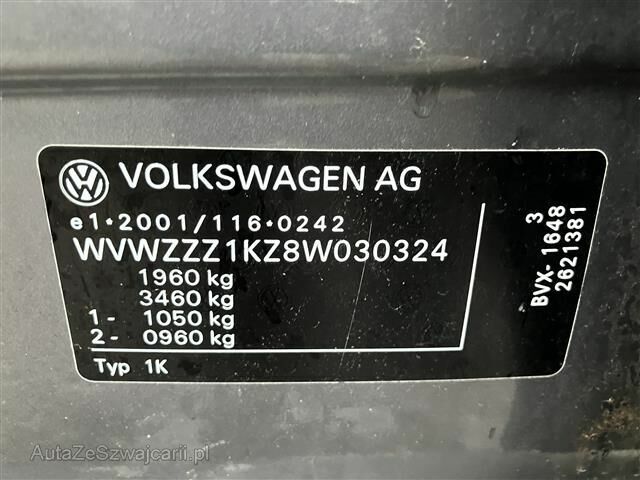 VOLKSWAGEN AG
e1*2001/116*0242
WVWZZZ1KZ8W030324
1960 kg
3460 kg
1- 1050 kg
2- 0960 kg
Typ 1K
3
BVX-1648
2621381
AutaZeSzwajcarii.pl